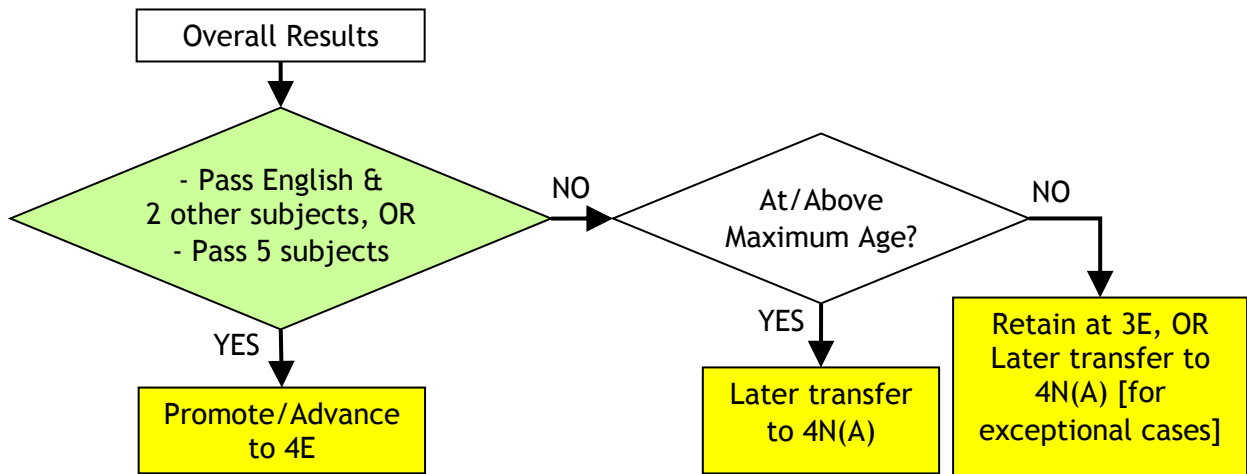 Overall Results
- Pass English &
2 other subjects, OR
- Pass 5 subjects
NO
At/Above
Maximum Age?
NO
YES
Promote/Advance
to 4E
YES
Later transfer
to 4N(A)
Retain at 3E, OR
Later transfer to
4N(A) [for
exceptional cases]